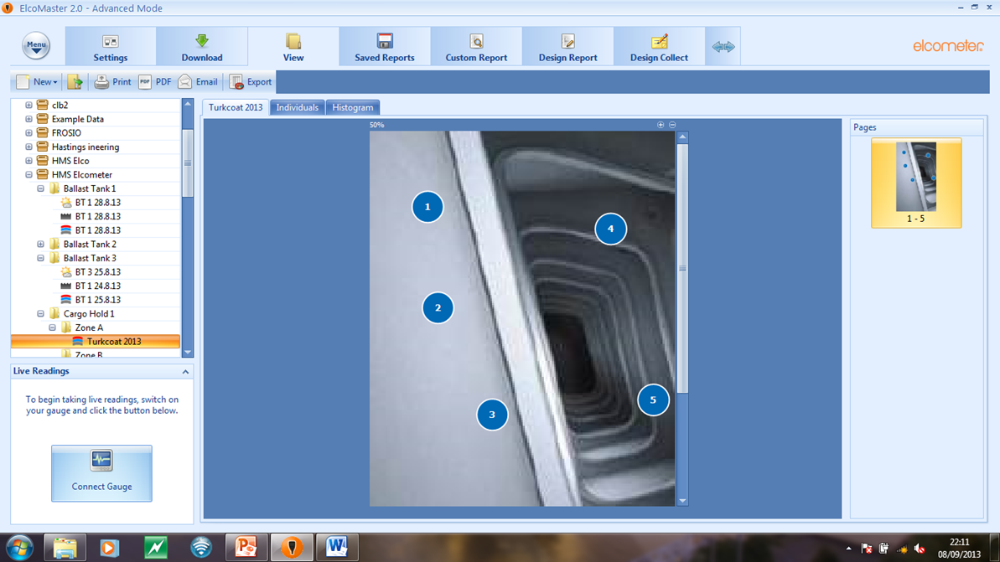 ElcoMaster 2.0 - Advanced Mode
Menu
Settings
Download
View
Saved Reports
Custom Report
Design Report
Design Collect
elcometer
New
Print
PDF
PDF
Email
Export
clb2
Example Data
FROSIO
Hastings ineering
HMS Elco
HMS Elcometer
Ballast Tank 1
BT 1 28.8.13
BT 1 28.8.13
BT 1 28.8.13
Ballast Tank 2
Ballast Tank 3
BT 3 25.8.13
BT 1 24.8.13
BT 1 25.8.13
Cargo Hold 1
Zone A
Turkcoat 2013
Zone B
Live Readings
To begin taking live readings, switch on
your gauge and click the button below.
Connect Gauge
Turkcoat 2013
Individuals
Histogram
50%
1
2
3
4
5
Pages
1 - 5
22:11
08/09/2013